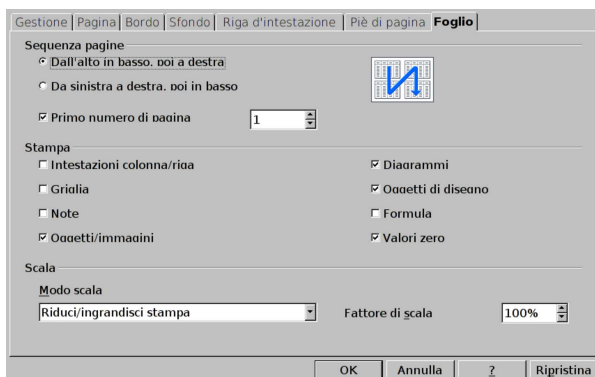 Gestione Pagina Bordo Sfondo Riga d'intestazione Piè di pagina Foglio
Sequenza pagine
Dall'alto in basso, poi a destra
Da sinistra a destra, poi in basso
Primo numero di pagina 1
Stampa
Intestazioni colonna/riga Diagrammi
Griglia Oggetti di disegno
Note Formula
Oggetti/immagini Valori zero
Scala
Modo scala
Riduci/ingrandisci stampa Fattore di scala 100%
OK Annulla ? Ripristina